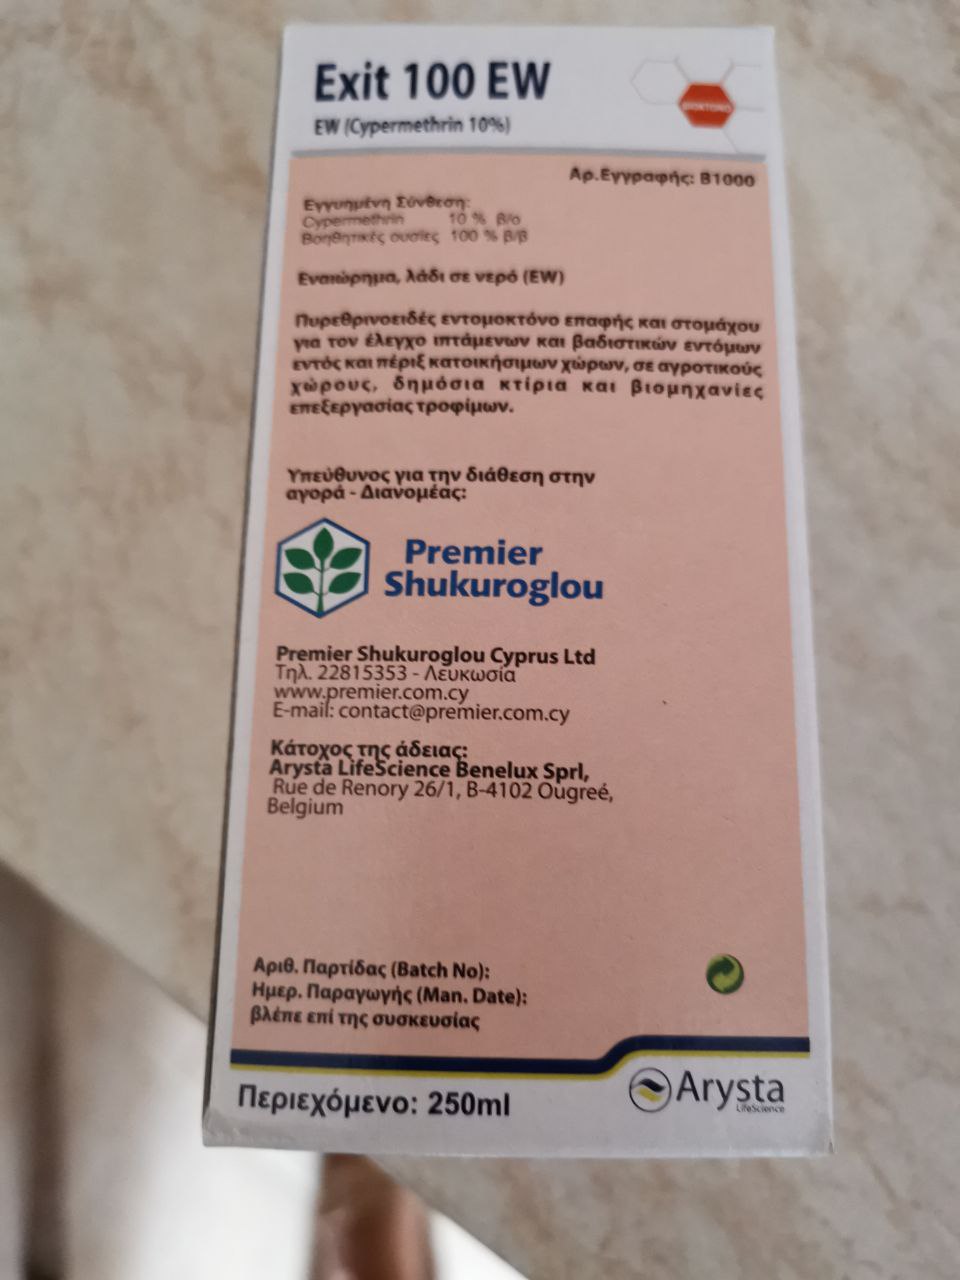 Exit 100 EW
EW (Cypermethrin 10%)
ΒΙΟΚΤΟΝΟ
Αρ.Εγγραφής: Β1000
Εγγυημένη Σύνθεση:
Cypermethrin 10 % β/ο
Βοηθητικές ουσίες 100 % β/β
Εναιώρημα, λάδι σε νερό (EW)
Πυρεθρινοειδές εντομοκτόνο επαφής και στομάχου
για τον έλεγχο ιπτάμενων και βαδιστικών εντόμων
εντός και πέριξ κατοικήσιμων χώρων, σε αγροτικούς
χώρους, δημόσια κτίρια και βιομηχανίες
επεξεργασίας τροφίμων.
Υπεύθυνος για την διάθεση στην
αγορά - Διανομέας:
Premier
Shukuroglou
Premier Shukuroglou Cyprus Ltd
Τηλ. 22815353 - Λευκωσία
www.premier.com.cy
E-mail: contact@premier.com.cy
Κάτοχος της άδειας:
Arysta LifeScience Benelux Sprl,
Rue de Renory 26/1, B-4102 Ougreé,
Belgium
Αριθ. Παρτίδας (Batch No):
Ημερ. Παραγωγής (Man. Date):
βλέπε επί της συσκευσίας
Περιεχόμενο: 250ml
Arysta
LifeScience